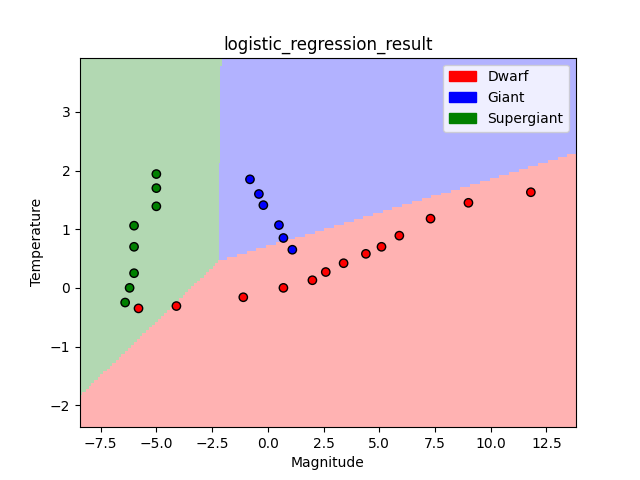 logistic_regression_result
Dwarf
Giant
Supergiant
Temperature
3
2
1
0
−1
−2
−7.5 −5.0 −2.5 0.0 2.5 5.0 7.5 10.0 12.5
Magnitude